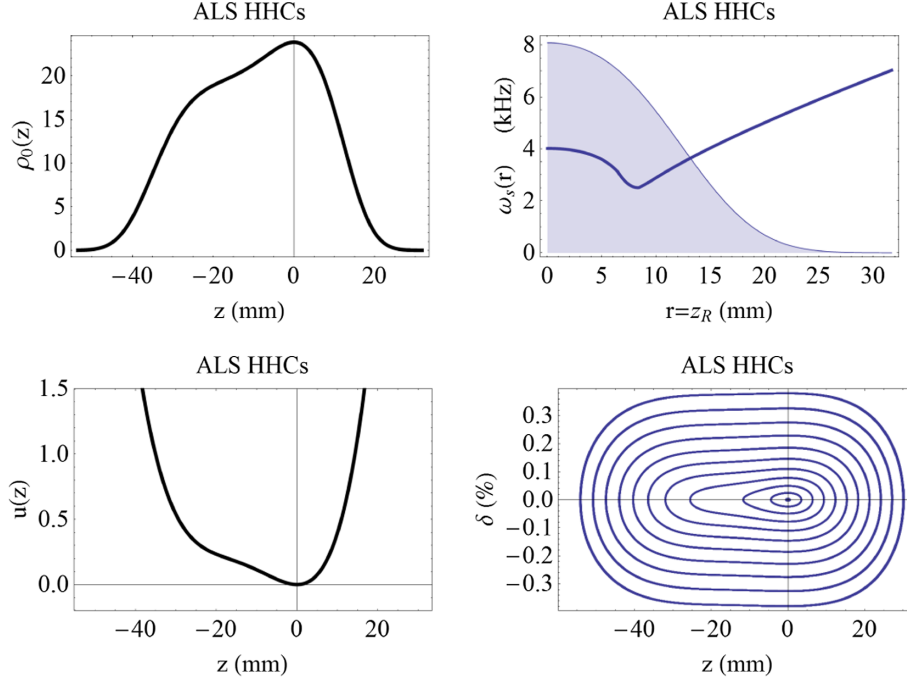 ALS HHCs
ρ₀(z)
20
15
10
5
0
−40 −20 0 20
z (mm)
ALS HHCs
ωₛ(r) (kHz)
8
6
4
2
0
0 5 10 15 20 25 30
r=z_R (mm)
ALS HHCs
u(z)
1.5
1.0
0.5
0.0
−40 −20 0 20
z (mm)
ALS HHCs
δ (%)
0.3
0.2
0.1
0.0
−0.1
−0.2
−0.3
−40 −20 0 20
z (mm)